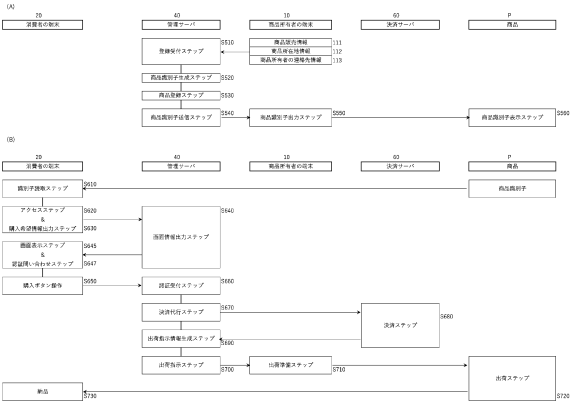 (A)
20 40 10 60 P
消費者の端末 管理サーバ 商品所有者の端末 決済サーバ 商品
登録受付ステップ S510 商品販売情報 111
商品所在地情報 112
商品所有者の連絡先情報 113
商品識別子生成ステップ S520
商品登録ステップ S530
商品識別子送信ステップ S540 商品識別子出力ステップ S550 商品識別子表示ステップ S560
(B)
20 40 10 60 P
消費者の端末 管理サーバ 商品所有者の端末 決済サーバ 商品
識別子読取ステップ S610 商品識別子
アクセスステップ S620 S640
&
購入希望情報出力ステップ S630
画面情報出力ステップ
画面表示ステップ S645
&
認証問い合わせステップ S647
購入ボタン操作 S650 認証受付ステップ S660
決済代行ステップ S670
決済ステップ S680
出荷指示情報生成ステップ S690
出荷指示ステップ S700 出荷準備ステップ S710
出荷ステップ S720
納品 S730